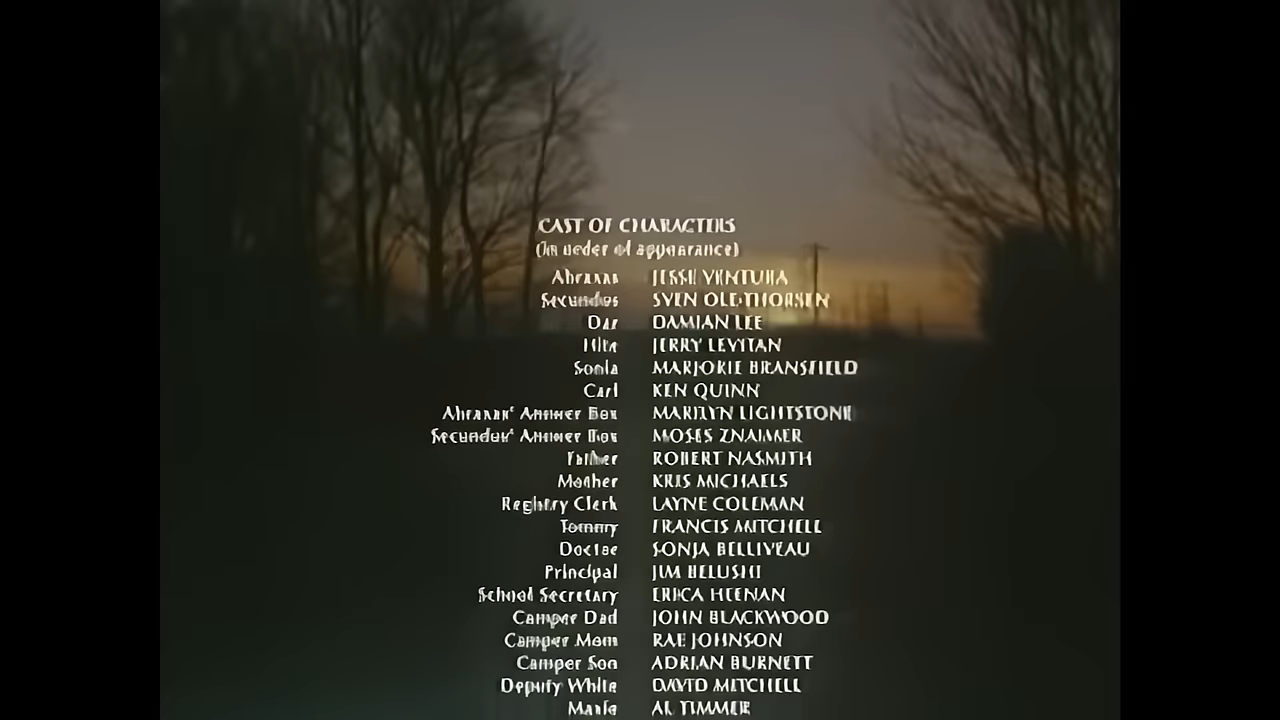 CAST OF CHARACTERS
(In order of appearance)
Abraxas JESSE VENTURA
Secundus SVEN OLE-THORSEN
Dar DAMIAN LEE
Hite JERRY LEVITAN
Sonia MARJORIE BRANSFIELD
Carl KEN QUINN
Abraxas' Answer Box MARILYN LIGHTSTONE
Secundus' Answer Box MOSES ZNAIMER
Father ROBERT NASMITH
Mother KRIS MICHAELS
Registry Clerk LAYNE COLEMAN
Tommy FRANCIS MITCHELL
Doctor SONJA BELLIVEAU
Principal JIM BELUSHI
School Secretary ERICA HEENAN
Camper Dad JOHN BLACKWOOD
Camper Mom RAE JOHNSON
Camper Son ADRIAN BURNETT
Deputy White DAVID MITCHELL
AL TIMMER